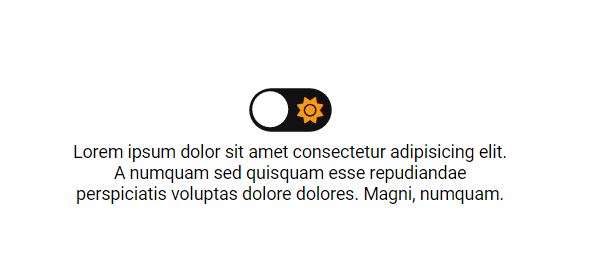 Lorem ipsum dolor sit amet consectetur adipisicing elit.
A numquam sed quisquam esse repudiandae
perspiciatis voluptas dolore dolores. Magni, numquam.